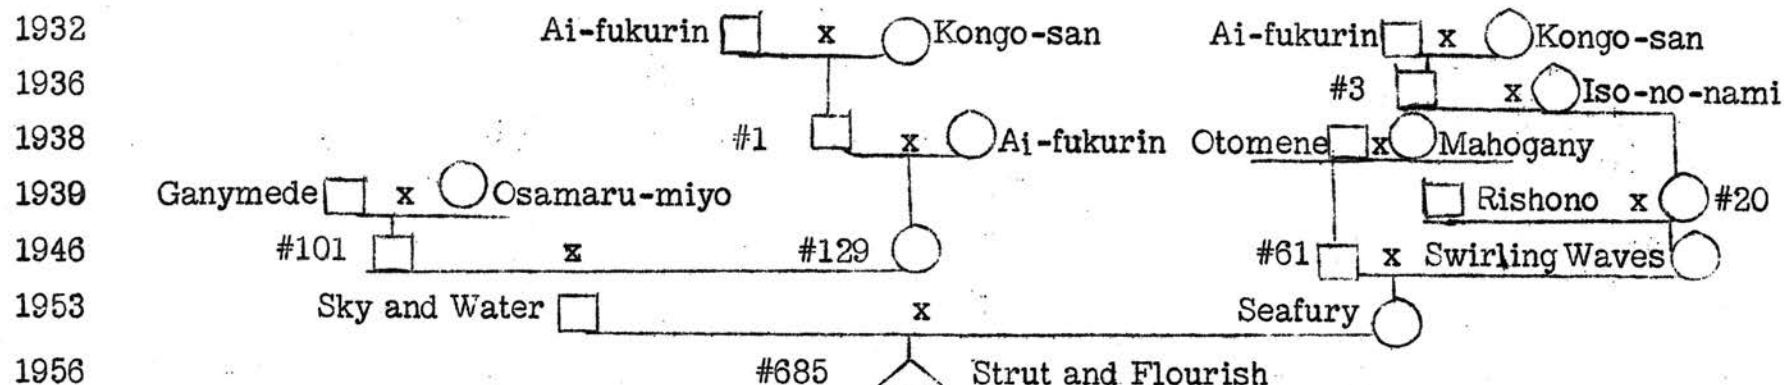 1932 Ai-fukurin x Kongo-san Ai-fukurin x Kongo-san
1936 #3 x Iso-no-nami
1938 #1 x Ai-fukurin Otomene x Mahogany
1939 Ganymede x Osamaru-miyo Rishono x #20
1946 #101 x #129 #61 x Swirling Waves
1953 Sky and Water x Seafury
1956 #685 Strut and Flourish